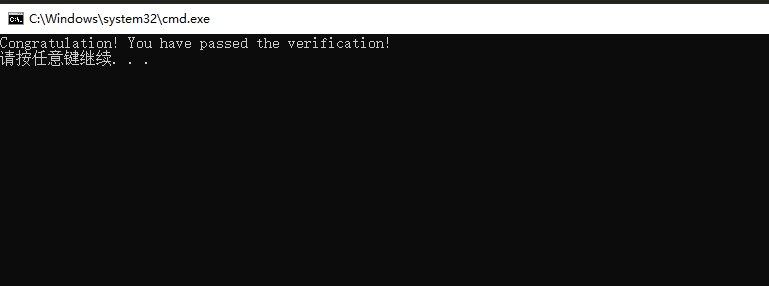 C:\Windows\system32\cmd.exe
Congratulation! You have passed the verification!
请按任意键继续. . .